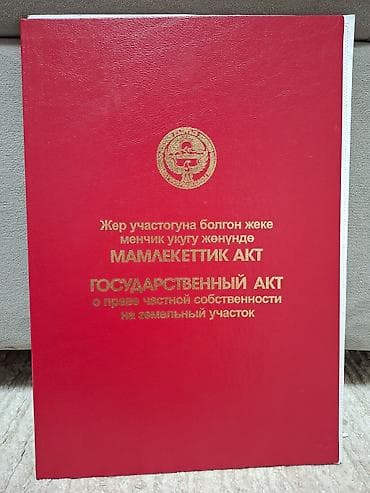 Жер участогуна болгон жеке
менчик укугу жөнүндө
МАМЛЕКЕТТИК АКТ
ГОСУДАРСТВЕННЫЙ АКТ
о праве частной собственности
на земельный участок